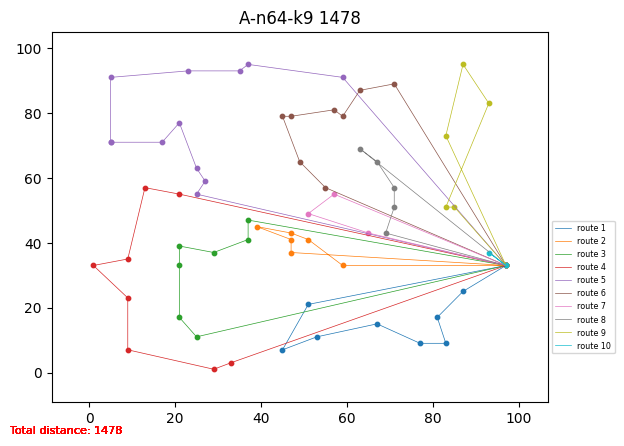 A-n64-k9 1478
100
80
60
40
20
0
0 20 40 60 80 100
route 1
route 2
route 3
route 4
route 5
route 6
route 7
route 8
route 9
route 10
Total distance: 1478